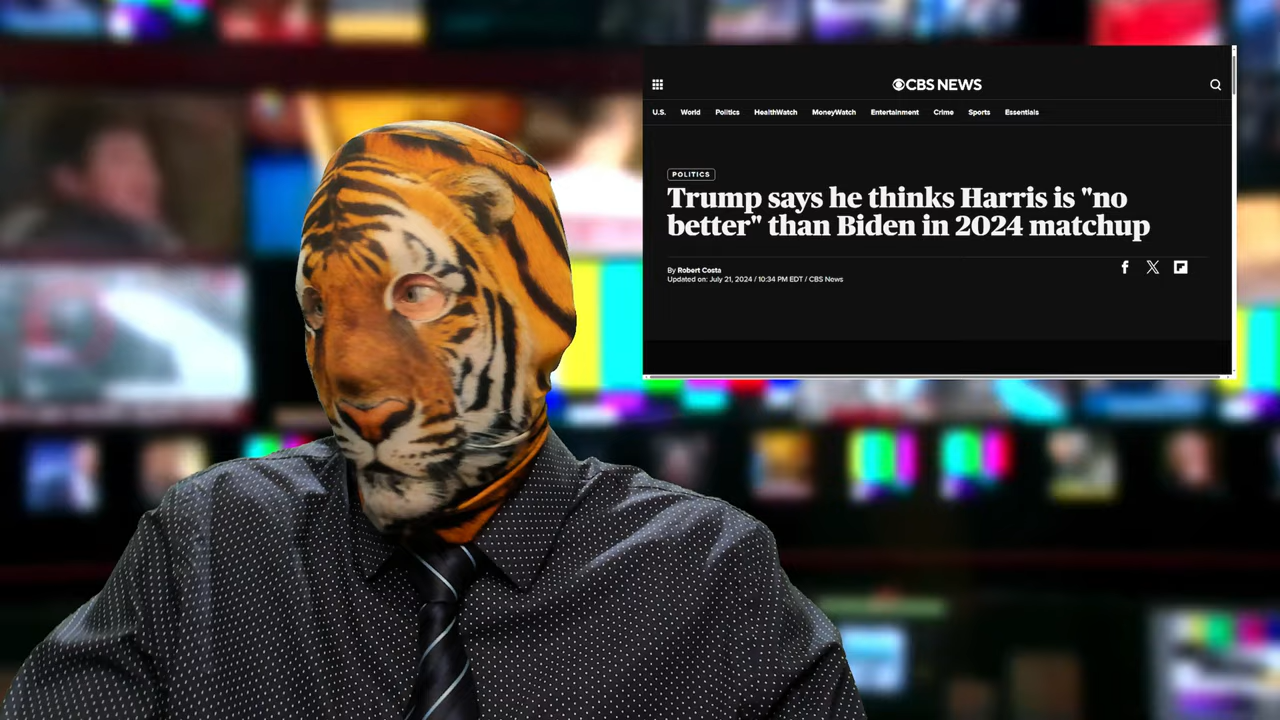 CBS NEWS
U.S. World Politics HealthWatch MoneyWatch Entertainment Crime Sports Essentials
POLITICS
Trump says he thinks Harris is "no
better" than Biden in 2024 matchup
By Robert Costa
Updated on: July 21, 2024 / 10:34 PM EDT / CBS News